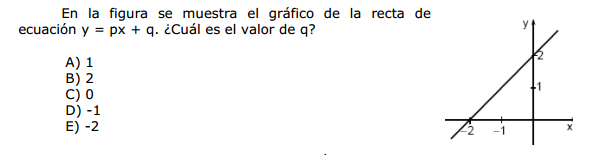 En la figura se muestra el gráfico de la recta de
ecuación y = px + q. ¿Cuál es el valor de q?
A) 1
B) 2
C) 0
D) -1
E) -2
y
2
1
-2 -1 x